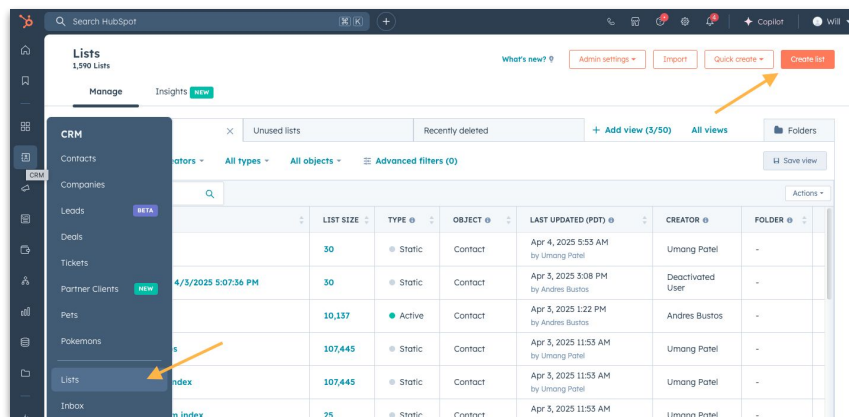 Search HubSpot
⌘ K
Copilot
Will
Lists
1,590 Lists
What's new?
Admin settings
Import
Quick create
Create list
Manage
Insights NEW
CRM
Unused lists
Recently deleted
+ Add view (3/50)
All views
Folders
Contacts
All types
All objects
Advanced filters (0)
Save view
CRM
Companies
Actions
Leads BETA
LIST SIZE
TYPE
OBJECT
LAST UPDATED (PDT)
CREATOR
FOLDER
Deals
30
Static
Contact
Apr 4, 2025 5:53 AM
by Umang Patel
Umang Patel
-
Tickets
Partner Clients NEW
4/3/2025 5:07:36 PM
30
Static
Contact
Apr 3, 2025 3:08 PM
by Andres Bustos
Deactivated
User
-
Pets
10,137
Active
Contact
Apr 3, 2025 1:22 PM
by Andres Bustos
Andres Bustos
-
Pokemons
107,445
Static
Contact
Apr 3, 2025 11:53 AM
by Umang Patel
Umang Patel
-
Lists
107,445
Static
Contact
Apr 3, 2025 11:53 AM
by Umang Patel
Umang Patel
-
Inbox
index
25
Static
Contact
Apr 3, 2025 11:53 AM
Umang Patel
-